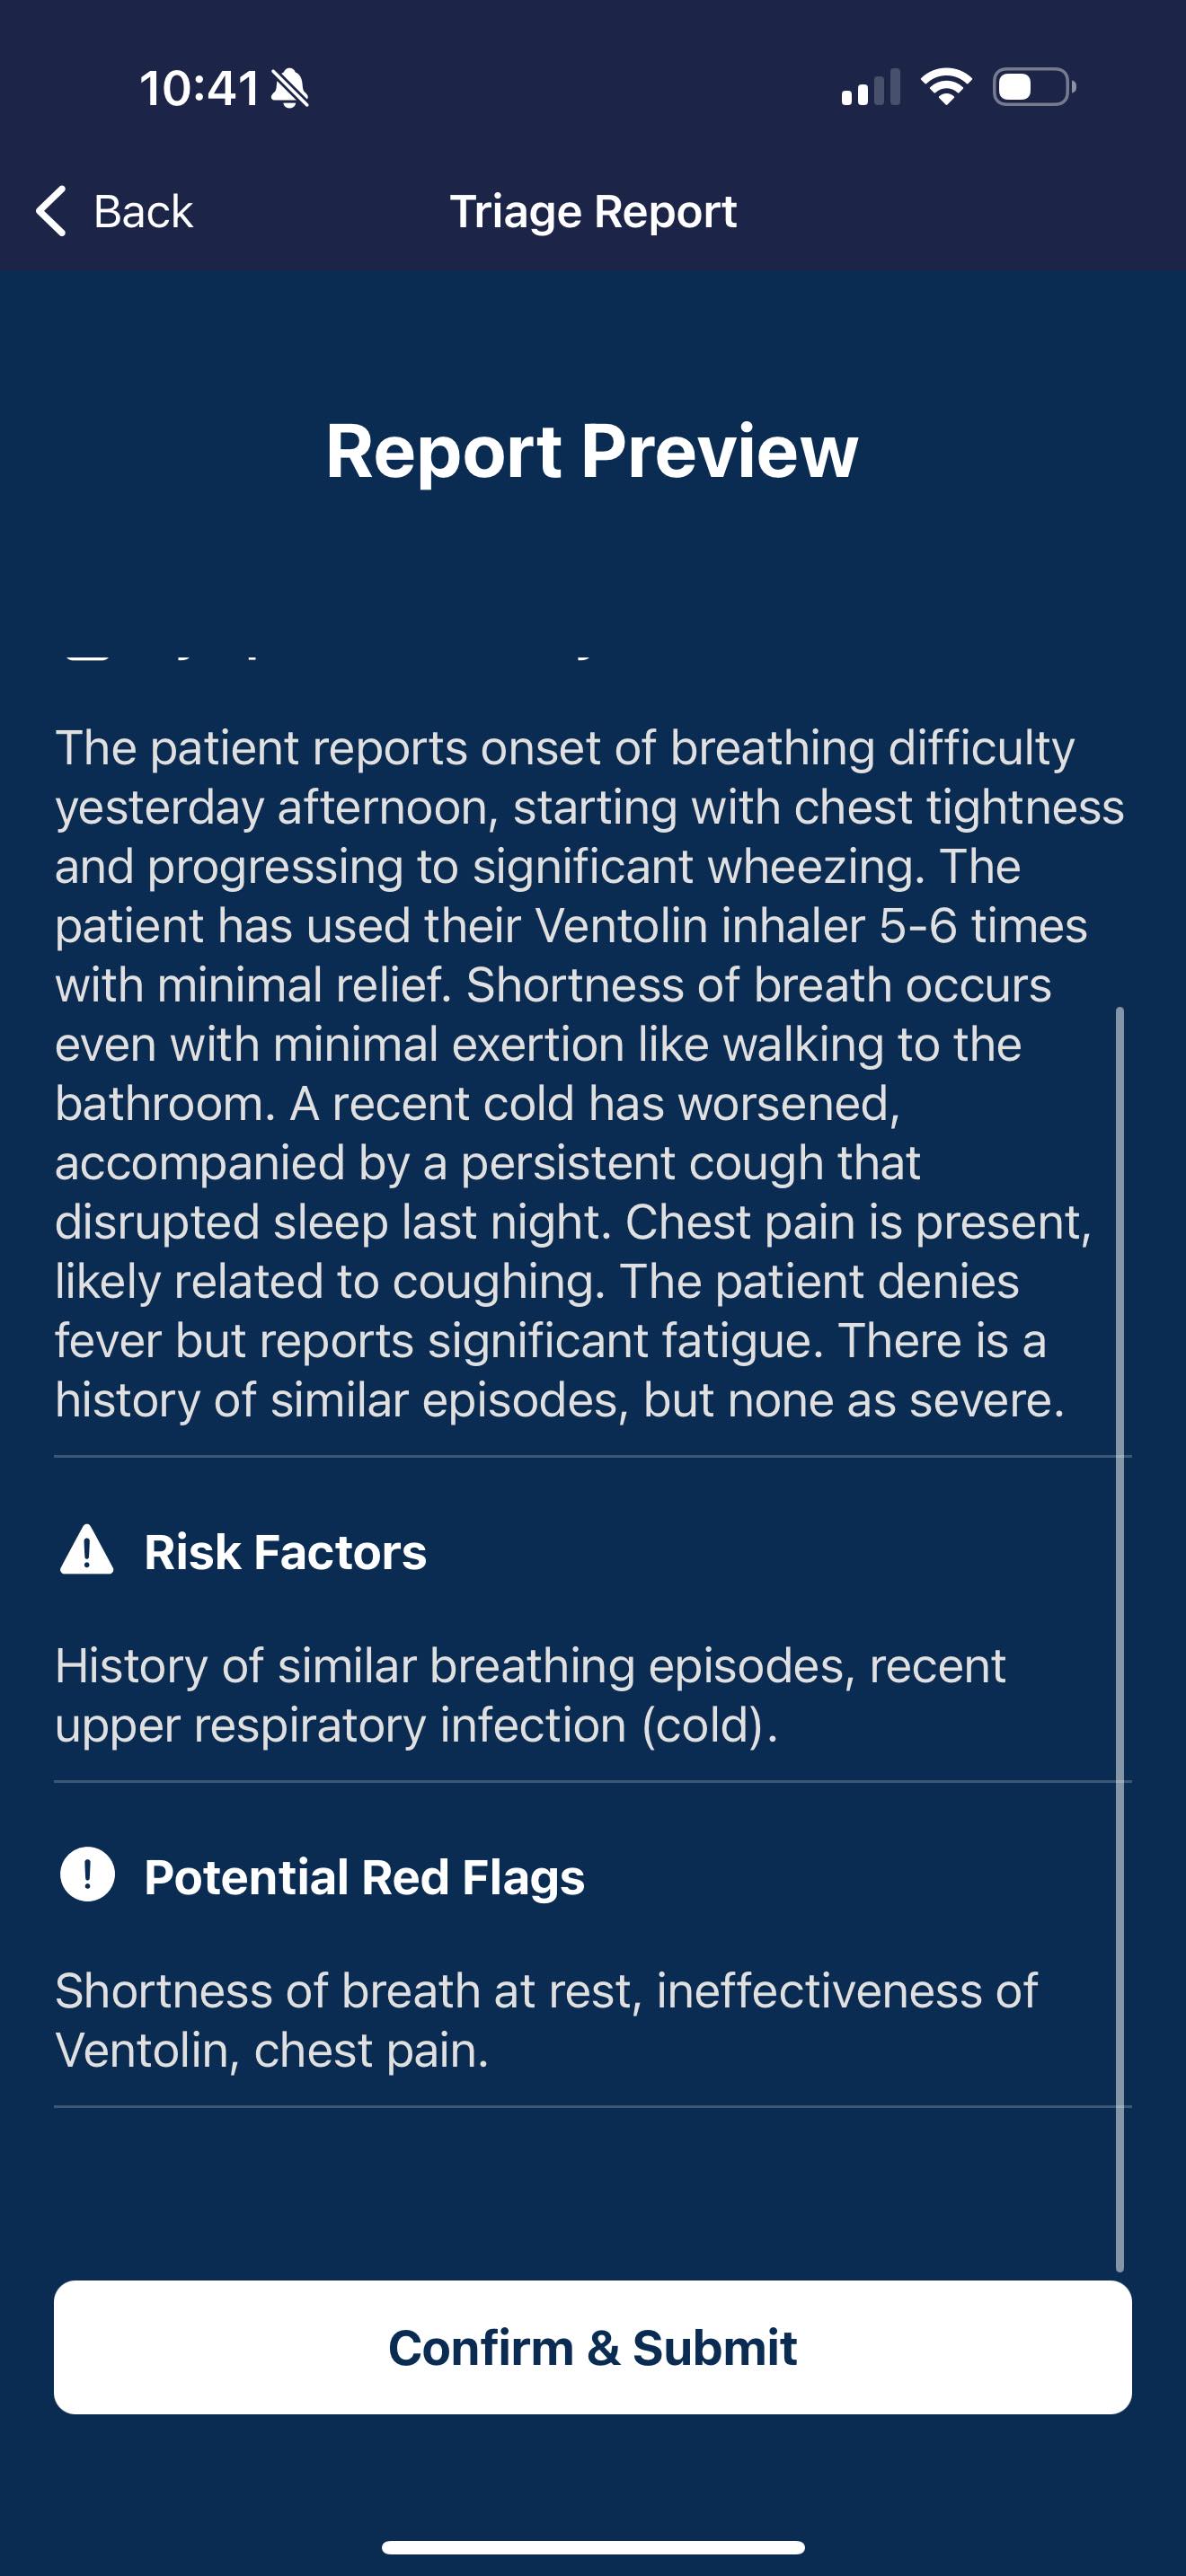 10:41
Back
Triage Report
Report Preview
The patient reports onset of breathing difficulty
yesterday afternoon, starting with chest tightness
and progressing to significant wheezing. The
patient has used their Ventolin inhaler 5-6 times
with minimal relief. Shortness of breath occurs
even with minimal exertion like walking to the
bathroom. A recent cold has worsened,
accompanied by a persistent cough that
disrupted sleep last night. Chest pain is present,
likely related to coughing. The patient denies
fever but reports significant fatigue. There is a
history of similar episodes, but none as severe.
Risk Factors
History of similar breathing episodes, recent
upper respiratory infection (cold).
Potential Red Flags
Shortness of breath at rest, ineffectiveness of
Ventolin, chest pain.
Confirm & Submit